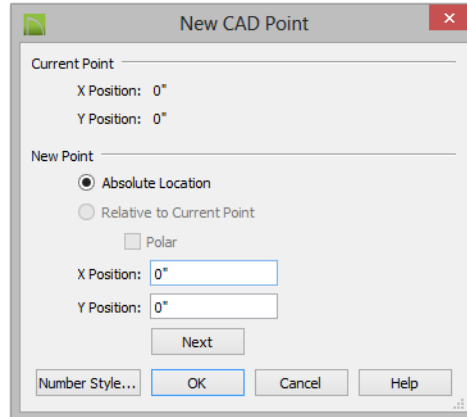 New CAD Point
Current Point
X Position: 0"
Y Position: 0"
New Point
Absolute Location
Relative to Current Point
Polar
X Position: 0"
Y Position: 0"
Next
Number Style... OK Cancel Help